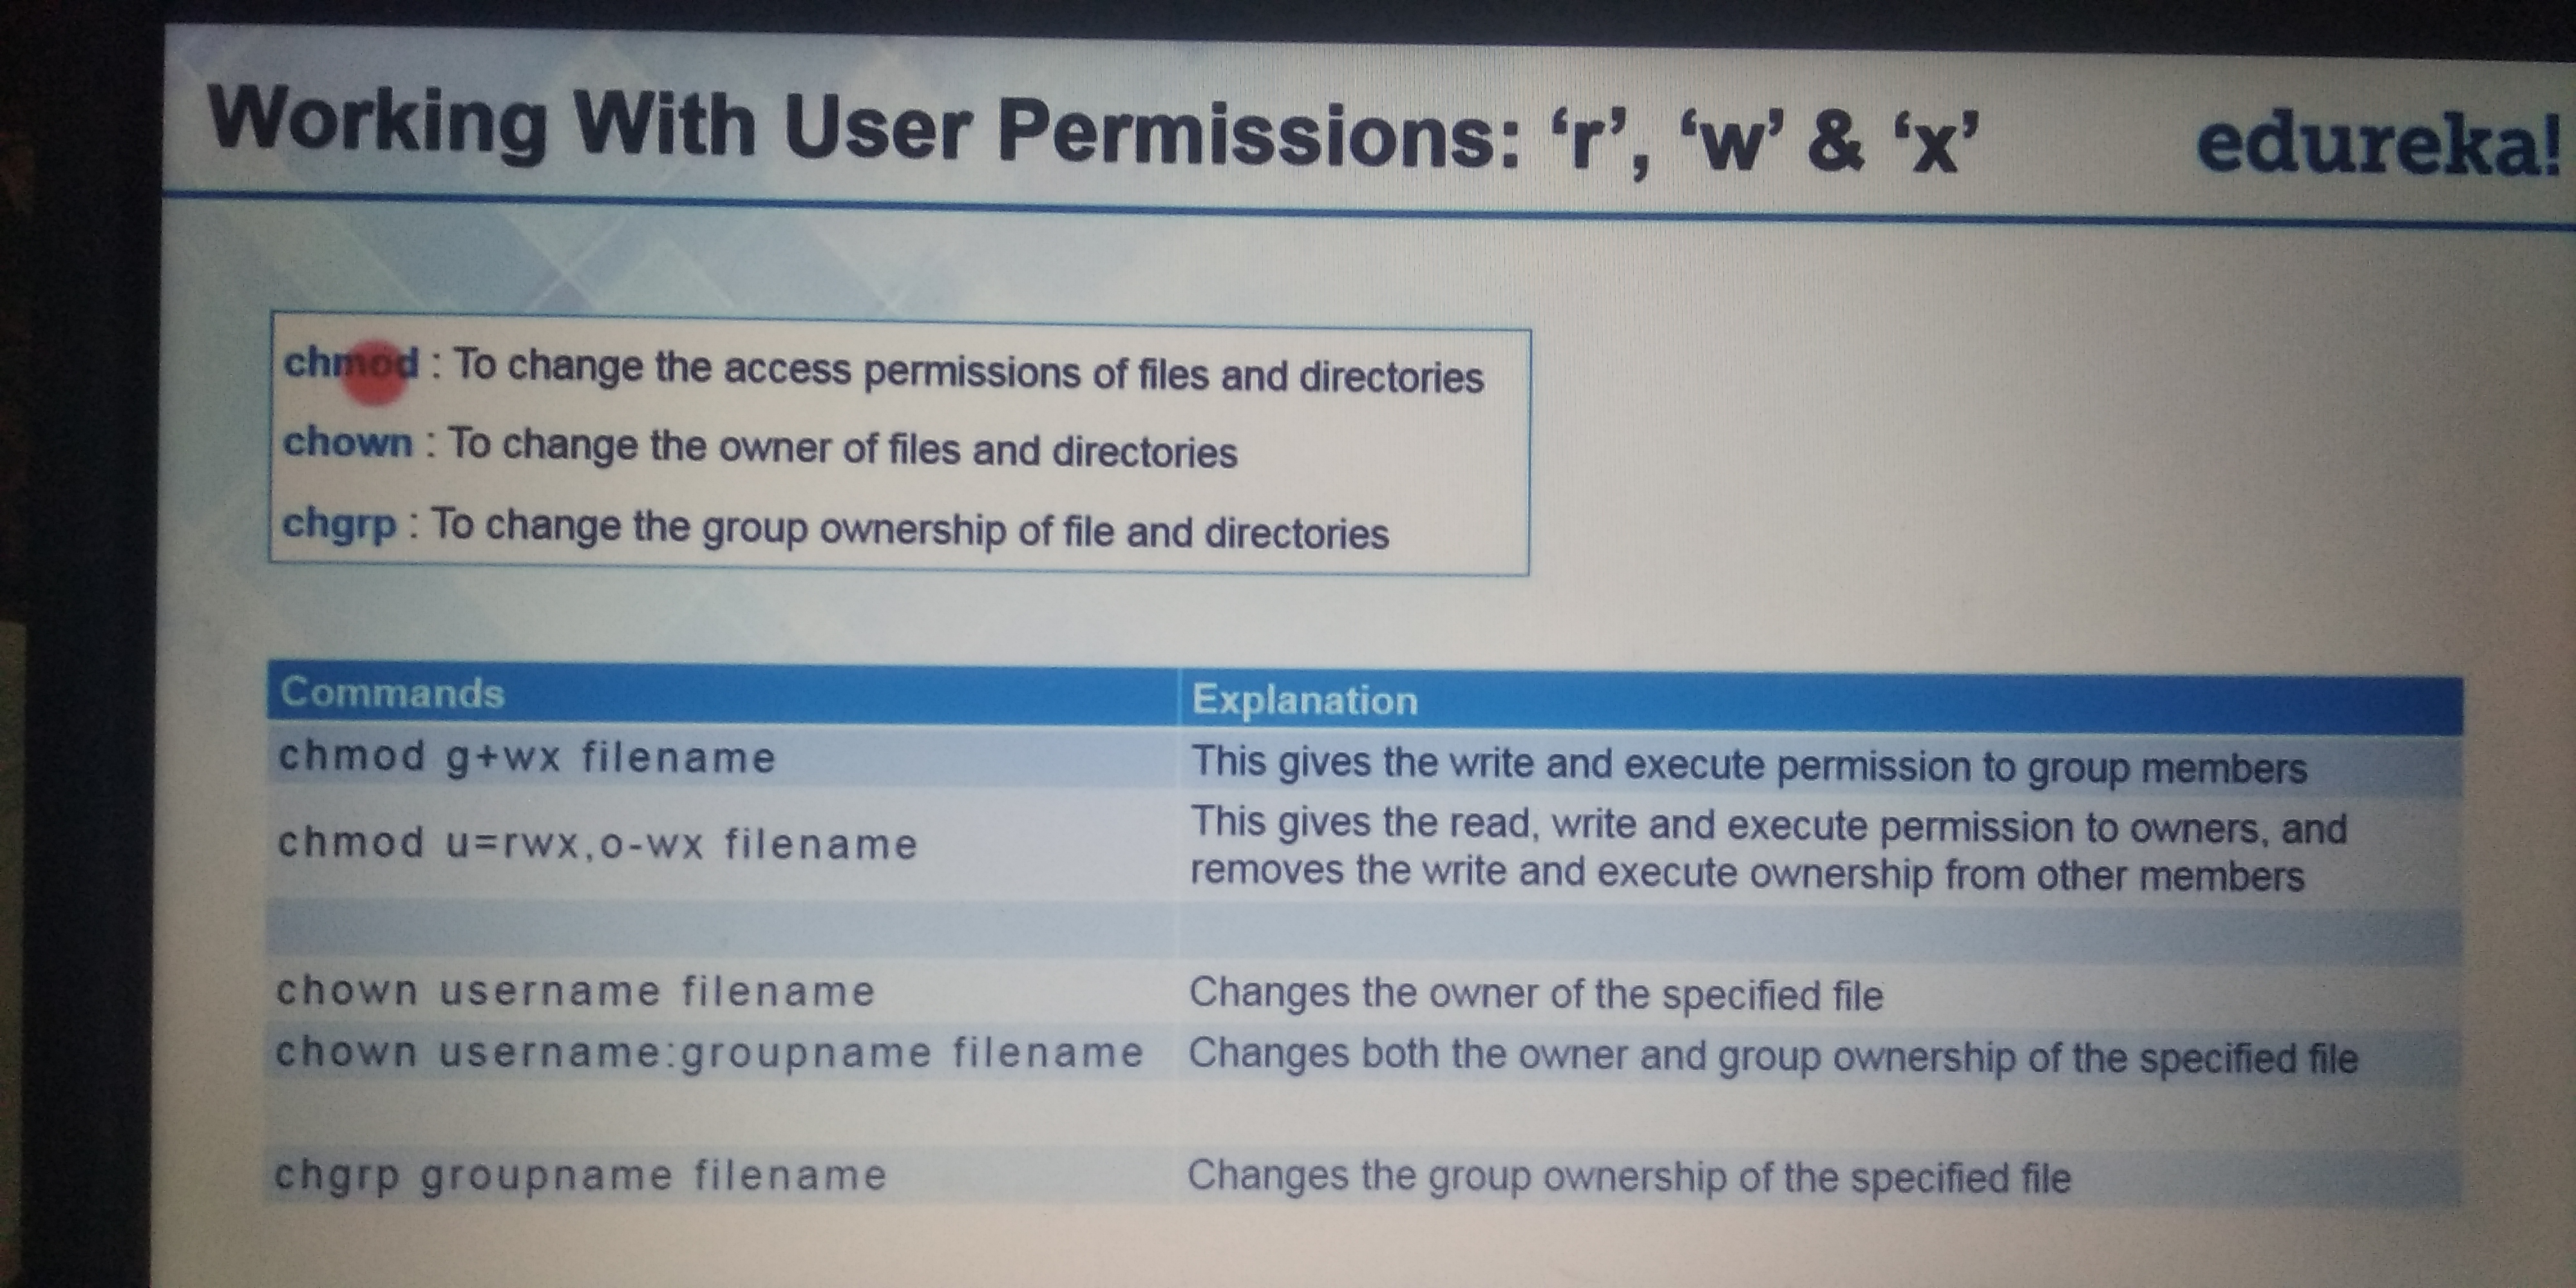 Working With User Permissions: ‘r’, ‘w’ & ‘x’
edureka!
chmod : To change the access permissions of files and directories
chown : To change the owner of files and directories
chgrp : To change the group ownership of file and directories
Commands
Explanation
chmod g+wx filename
This gives the write and execute permission to group members
chmod u=rwx,o-wx filename
This gives the read, write and execute permission to owners, and
removes the write and execute ownership from other members
chown username filename
Changes the owner of the specified file
chown username:groupname filename
Changes both the owner and group ownership of the specified file
chgrp groupname filename
Changes the group ownership of the specified file